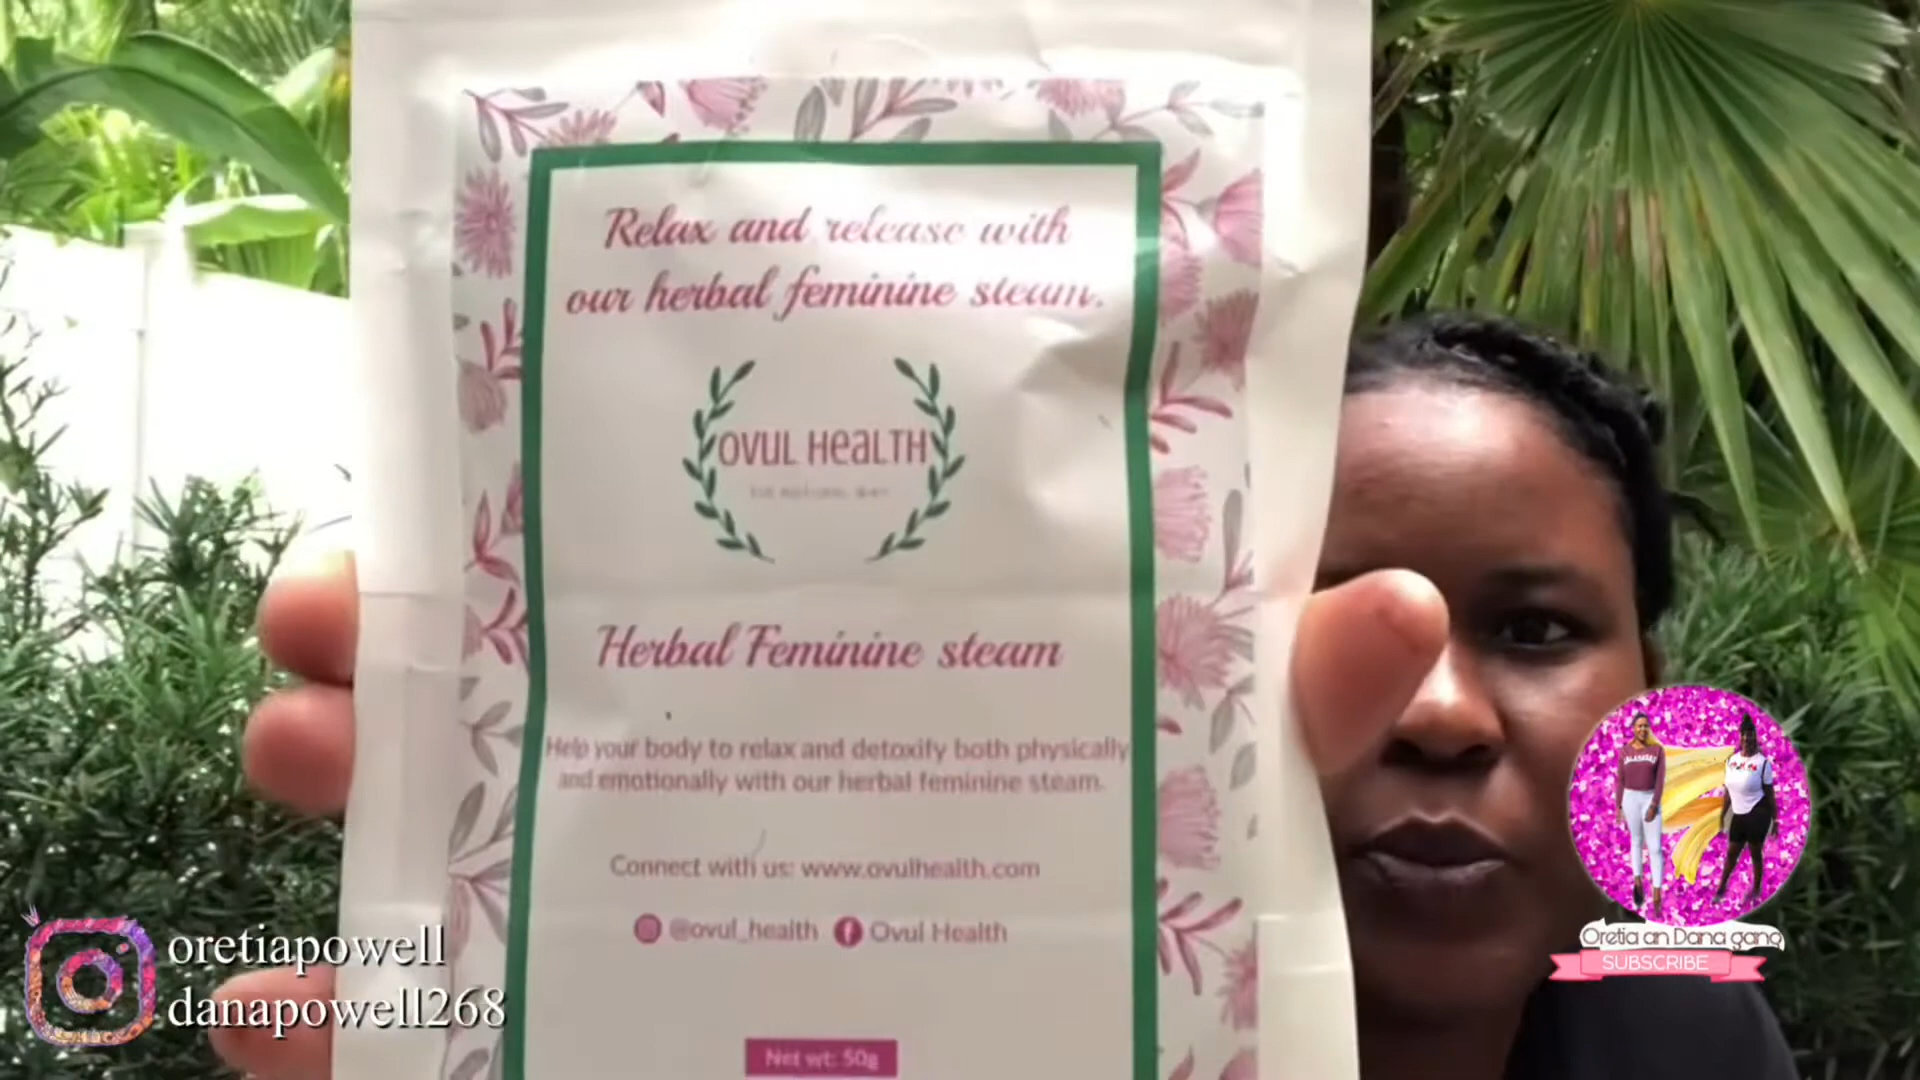 Relax and release with
our herbal feminine steam.
OVUL HEALTH
Herbal Feminine steam
Help your body to relax and detoxify both physically
and emotionally with our herbal feminine steam.
Connect with us: www.ovulhealth.com
@ovul_health Ovul Health
Net wt: 50g
oretiapowell
danapowell268
Oretia an Dana gang
SUBSCRIBE